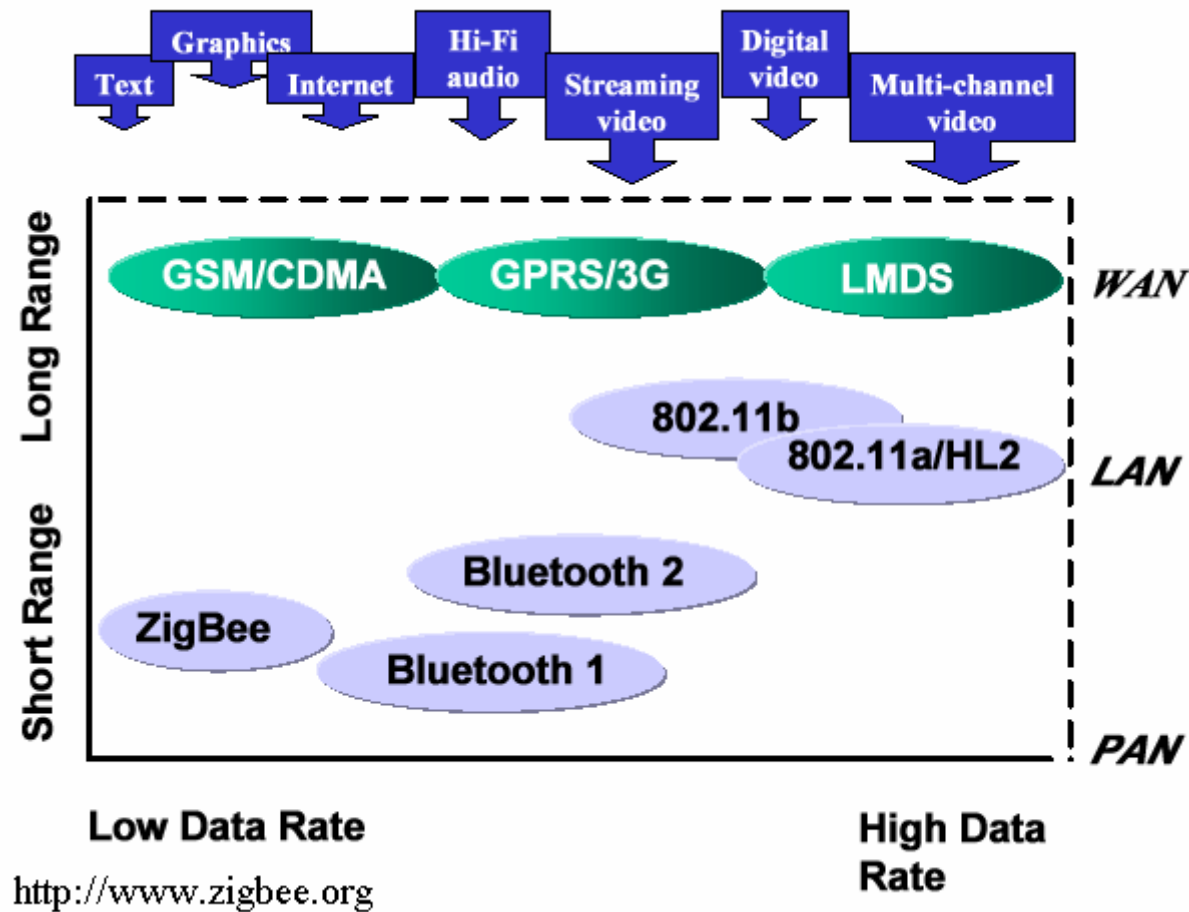 Text
Graphics
Internet
Hi-Fi
audio
Streaming
video
Digital
video
Multi-channel
video
Long Range
Short Range
GSM/CDMA
GPRS/3G
LMDS
WAN
802.11b
802.11a/HL2
LAN
Bluetooth 2
ZigBee
Bluetooth 1
PAN
Low Data Rate
High Data
Rate
http://www.zigbee.org